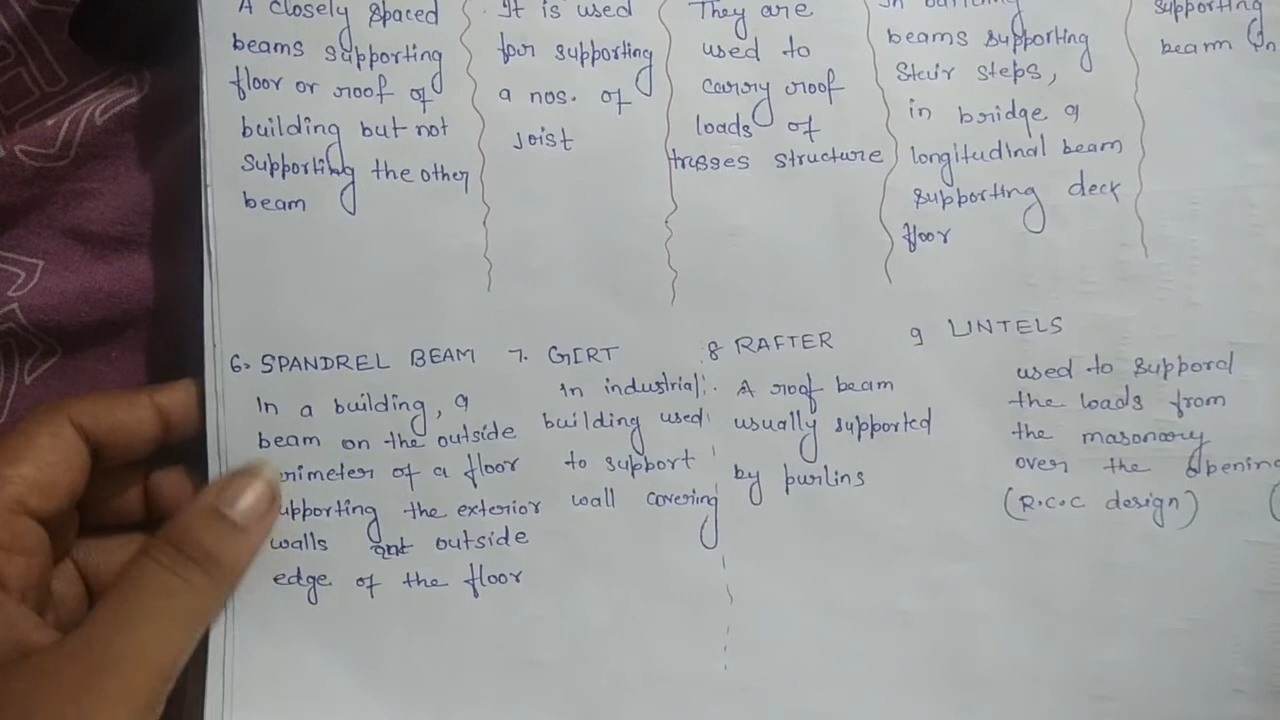 A closely spaced
beams supporting
floor or roof of
building but not
supporting the other
beam
It is used
for supporting
a nos. of
Joist
They are
used to
carry roof
loads of
trusses structure
beams supporting
Stair steps,
in bridge a
longitudinal beam
supporting deck
floor
supporting
beam
6. SPANDREL BEAM
In a building, a
beam on the outside
rimeter of a floor
upporting the exterior
walls outside
edge of the floor
7. GIRT
In industrial
building used
to support
wall covering
8 RAFTER
A roof beam
usually supported
by purlins
9 LINTELS
used to support
the loads from
the masonary
over the opening
(R.C.C design)